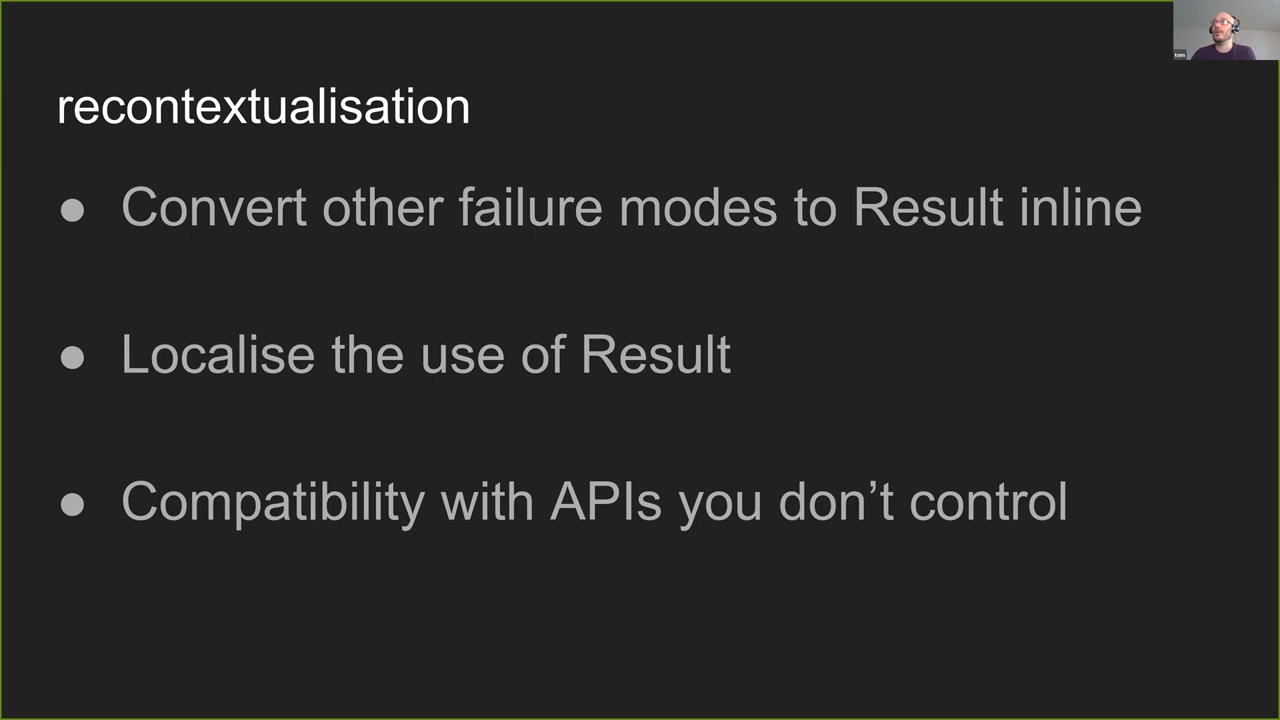 recontextualisation
● Convert other failure modes to Result inline
● Localise the use of Result
● Compatibility with APIs you don’t control
tom